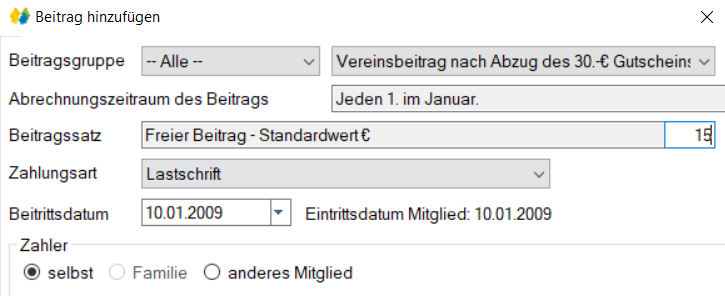 Beitrag hinzufügen
Beitragsgruppe -- Alle -- Vereinsbeitrag nach Abzug des 30.-€ Gutscheins
Abrechnungszeitraum des Beitrags Jeden 1. im Januar.
Beitragssatz Freier Beitrag - Standardwert € 15
Zahlungsart Lastschrift
Beitrittsdatum 10.01.2009 Eintrittsdatum Mitglied: 10.01.2009
Zahler
selbst Familie anderes Mitglied